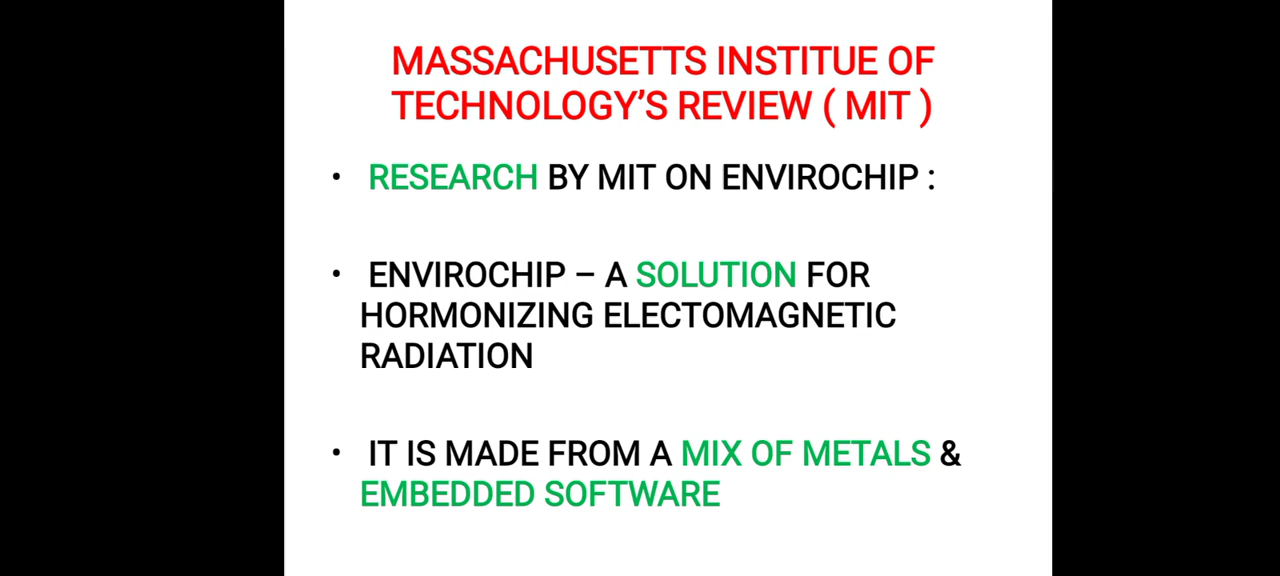 MASSACHUSETTS INSTITUE OF
TECHNOLOGY’S REVIEW ( MIT )
• RESEARCH BY MIT ON ENVIROCHIP :
• ENVIROCHIP – A SOLUTION FOR
HORMONIZING ELECTOMAGNETIC
RADIATION
• IT IS MADE FROM A MIX OF METALS &
EMBEDDED SOFTWARE